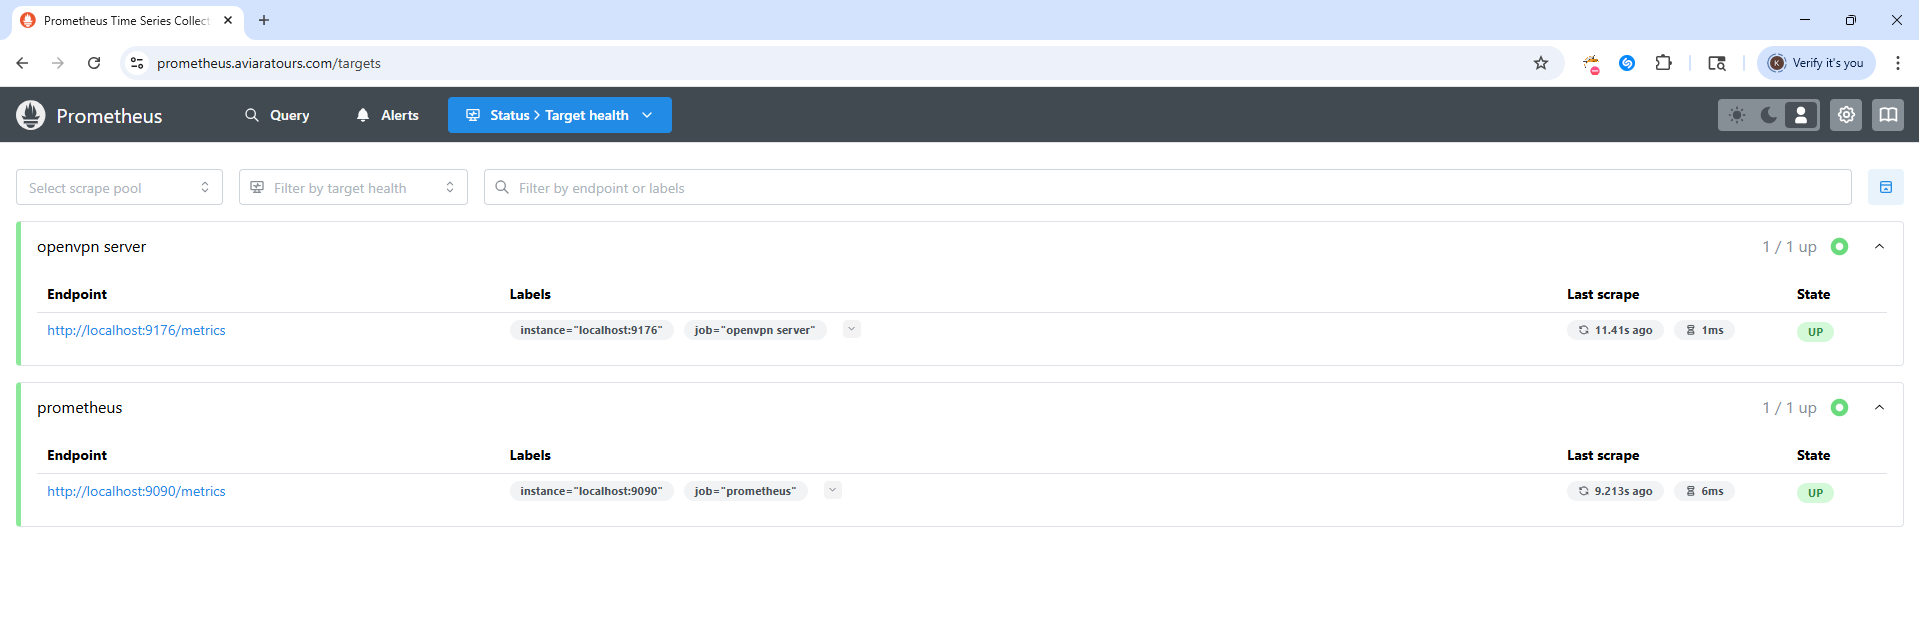 Prometheus Time Series Collect
prometheus.aviaratours.com/targets
K
Verify it's you
Prometheus
Query
Alerts
Status > Target health
Select scrape pool
Filter by target health
Filter by endpoint or labels
openvpn server
1 / 1 up
Endpoint
Labels
Last scrape
State
http://localhost:9176/metrics
instance="localhost:9176"
job="openvpn server"
11.41s ago
1ms
UP
prometheus
1 / 1 up
Endpoint
Labels
Last scrape
State
http://localhost:9090/metrics
instance="localhost:9090"
job="prometheus"
9.213s ago
6ms
UP